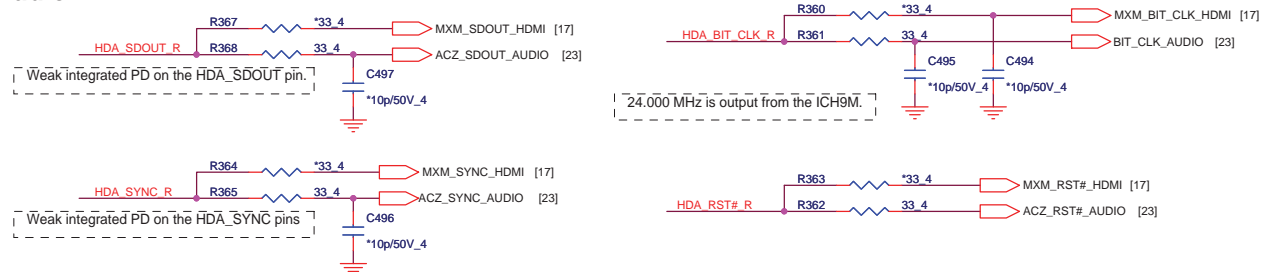 R367 *33_4 MXM_SDOUT_HDMI [17]
HDA_SDOUT_R R368 33_4 ACZ_SDOUT_AUDIO [23]
Weak integrated PD on the HDA_SDOUT pin.
C497
*10p/50V_4
R364 *33_4 MXM_SYNC_HDMI [17]
HDA_SYNC_R R365 33_4 ACZ_SYNC_AUDIO [23]
Weak integrated PD on the HDA_SYNC pins
C496
*10p/50V_4
R360 *33_4 MXM_BIT_CLK_HDMI [17]
HDA_BIT_CLK_R R361 33_4 BIT_CLK_AUDIO [23]
C495 C494
*10p/50V_4 *10p/50V_4
24.000 MHz is output from the ICH9M.
R363 *33_4 MXM_RST#_HDMI [17]
HDA_RST#_R R362 33_4 ACZ_RST#_AUDIO [23]